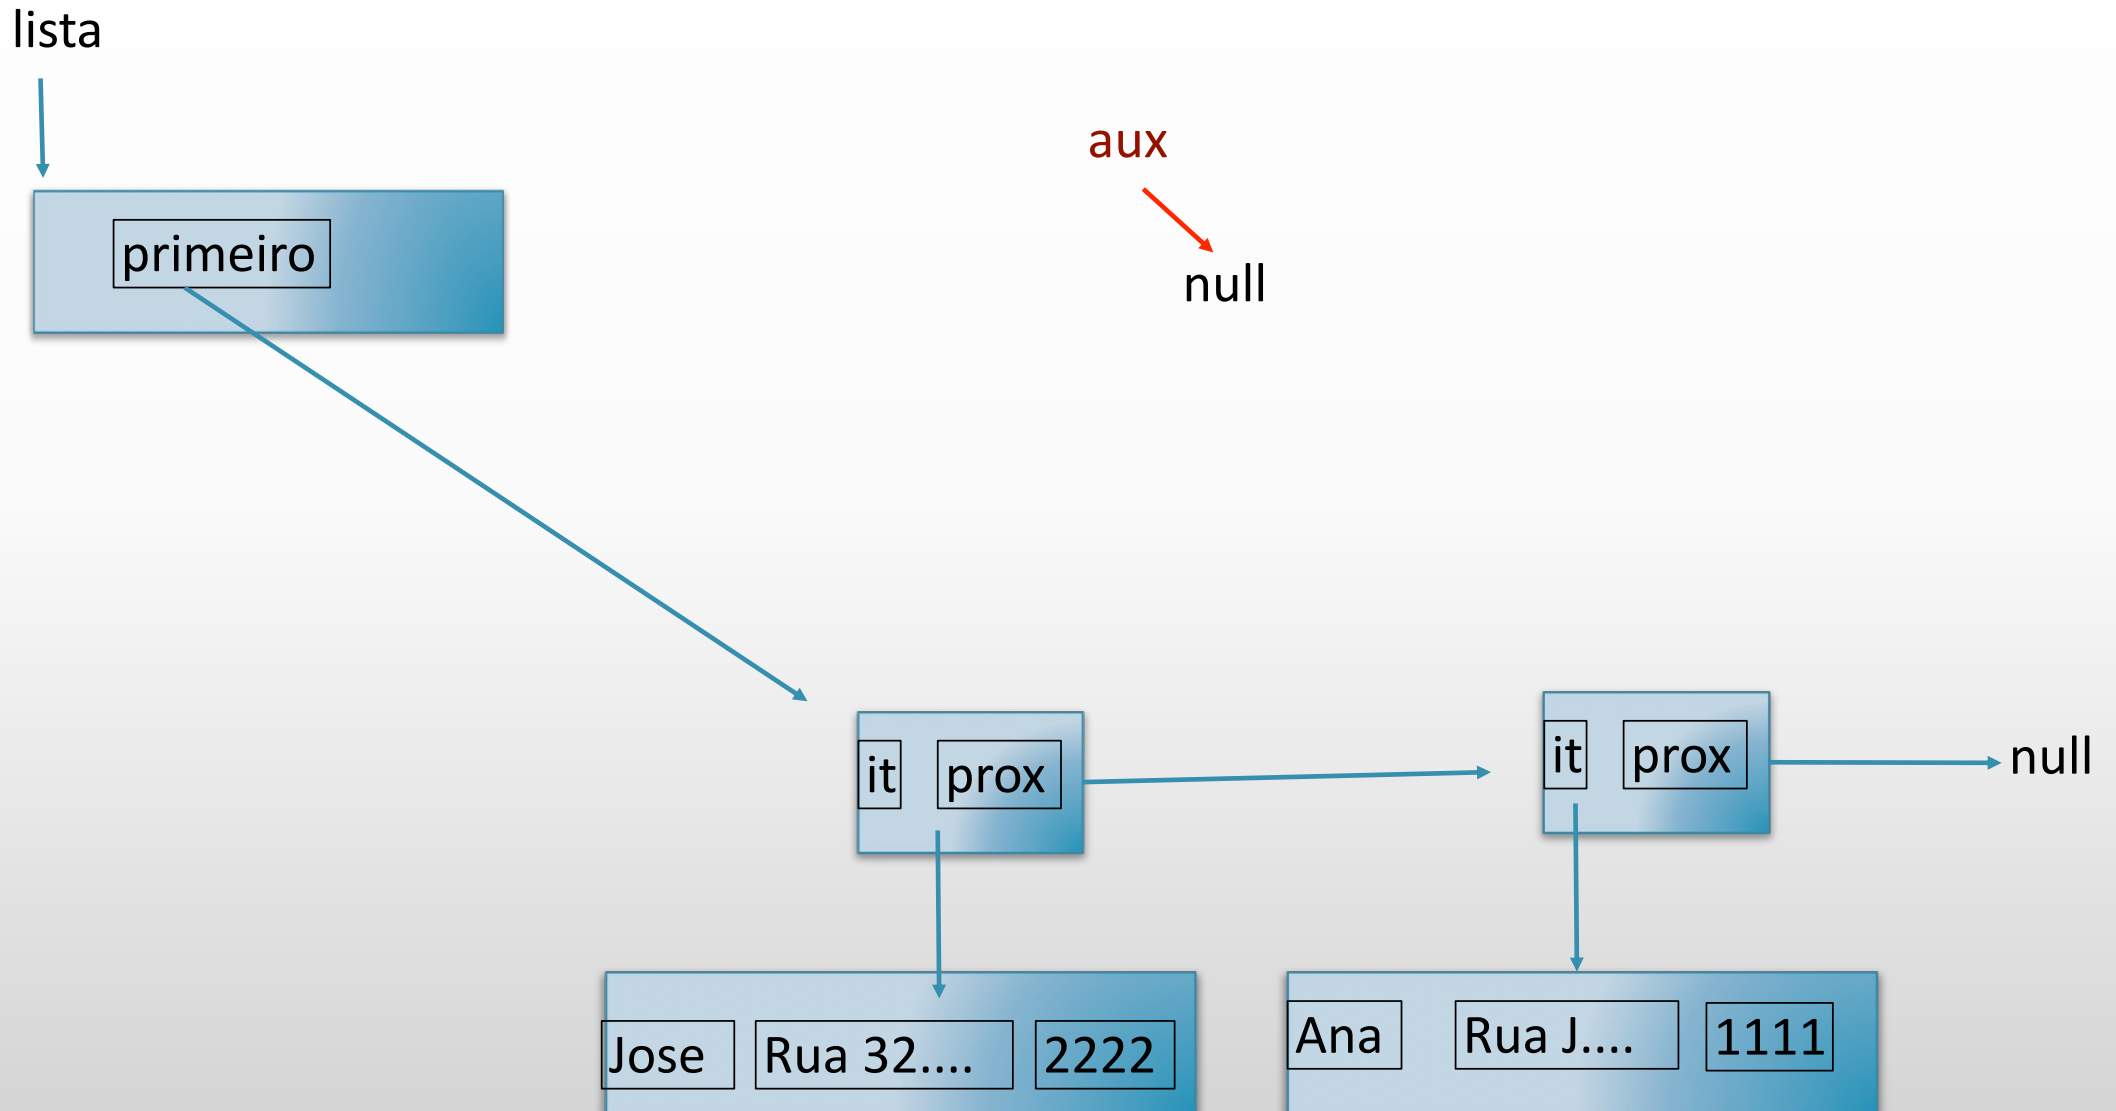 lista
aux
primeiro
null
it prox
it prox
null
Jose Rua 32.... 2222
Ana Rua J.... 1111